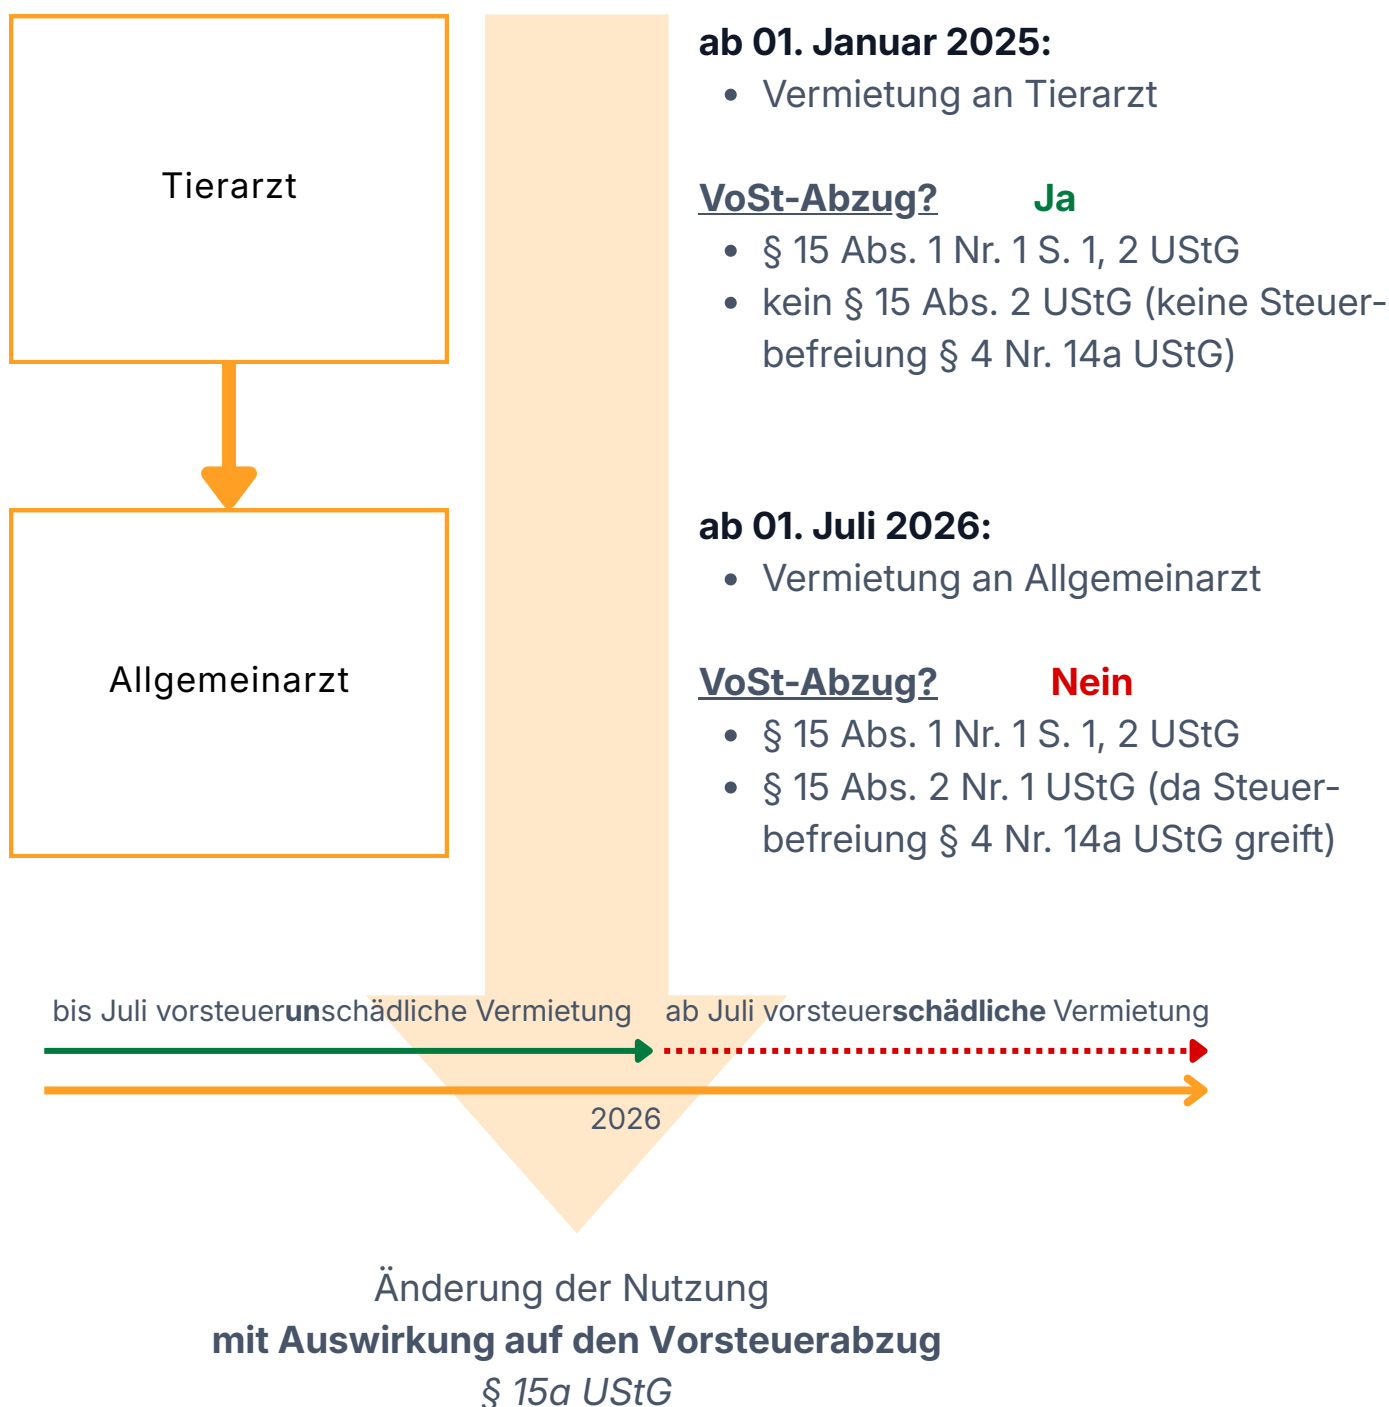 Tierarzt
ab 01. Januar 2025:
• Vermietung an Tierarzt
VoSt-Abzug? Ja
• § 15 Abs. 1 Nr. 1 S. 1, 2 UStG
• kein § 15 Abs. 2 UStG (keine Steuer-
befreiung § 4 Nr. 14a UStG)
Allgemeinarzt
ab 01. Juli 2026:
• Vermietung an Allgemeinarzt
VoSt-Abzug? Nein
• § 15 Abs. 1 Nr. 1 S. 1, 2 UStG
• § 15 Abs. 2 Nr. 1 UStG (da Steuer-
befreiung § 4 Nr. 14a UStG greift)
bis Juli vorsteuerunschädliche Vermietung
ab Juli vorsteuerschädliche Vermietung
2026
Änderung der Nutzung
mit Auswirkung auf den Vorsteuerabzug
§ 15a UStG